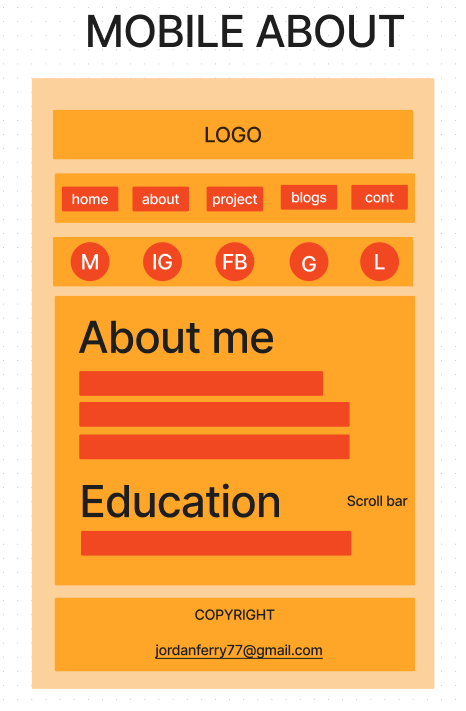 MOBILE ABOUT
LOGO
home about project blogs cont
M IG FB G L
About me
Education
Scroll bar
COPYRIGHT
jordanferry77@gmail.com